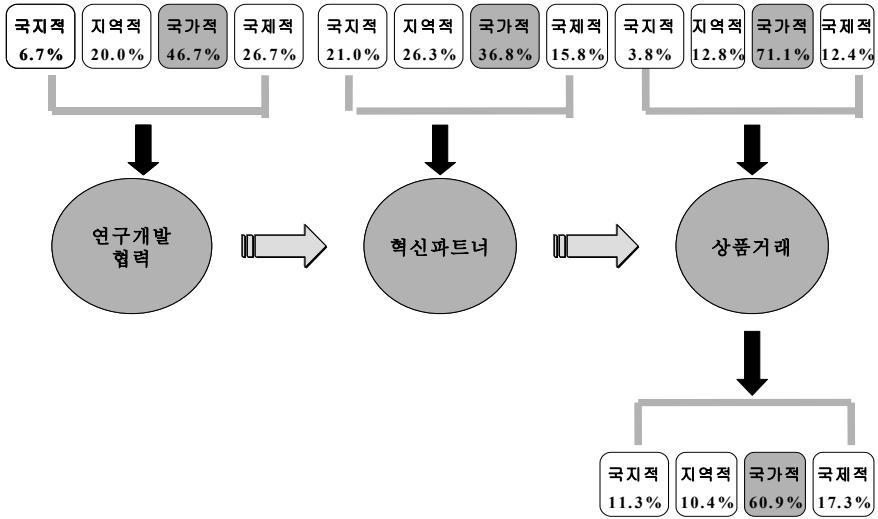 국지적 지역적 국가적 국제적 국지적 지역적 국가적 국제적 국지적 지역적 국가적 국제적
6.7% 20.0% 46.7% 26.7% 21.0% 26.3% 36.8% 15.8% 3.8% 12.8% 71.1% 12.4%
연구개발
협력
혁신파트너
상품거래
국지적 지역적 국가적 국제적
11.3% 10.4% 60.9% 17.3%